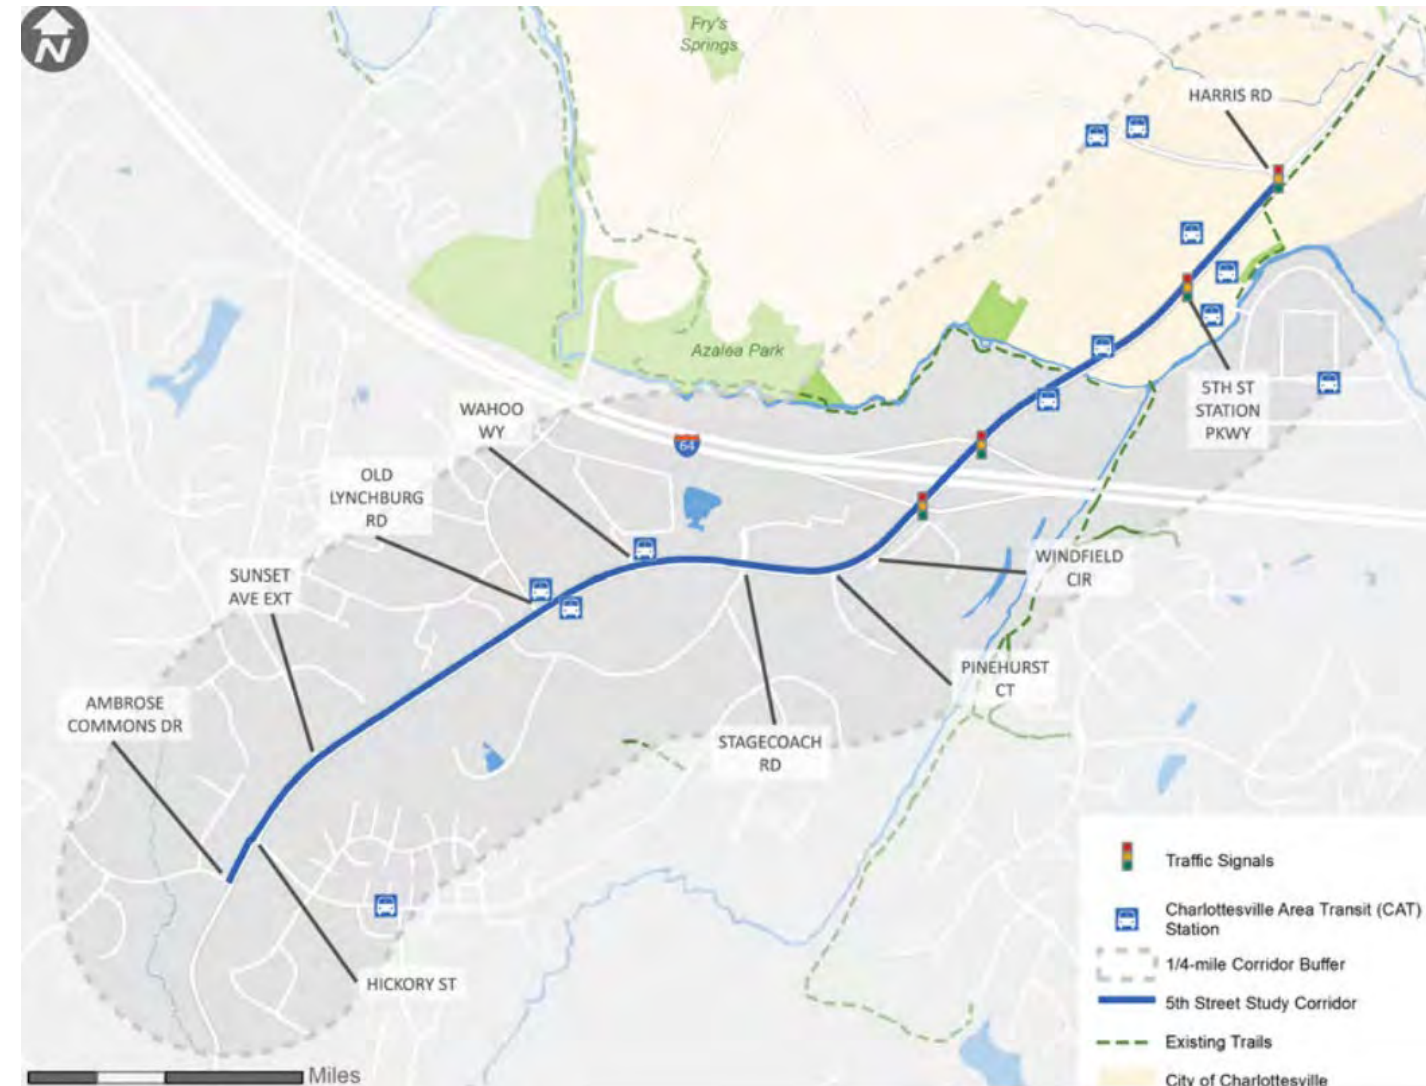 N
Fry's
Springs
HARRIS RD
Azalea Park
5TH ST
STATION
PKWY
WAHOO
WY
64
OLD
LYNCHBURG
RD
WINDFIELD
CIR
SUNSET
AVE EXT
PINEHURST
CT
AMBROSE
COMMONS DR
STAGECOACH
RD
HICKORY ST
Traffic Signals
Charlottesville Area Transit (CAT)
Station
1/4-mile Corridor Buffer
5th Street Study Corridor
Existing Trails
City of Charlottesville
Miles